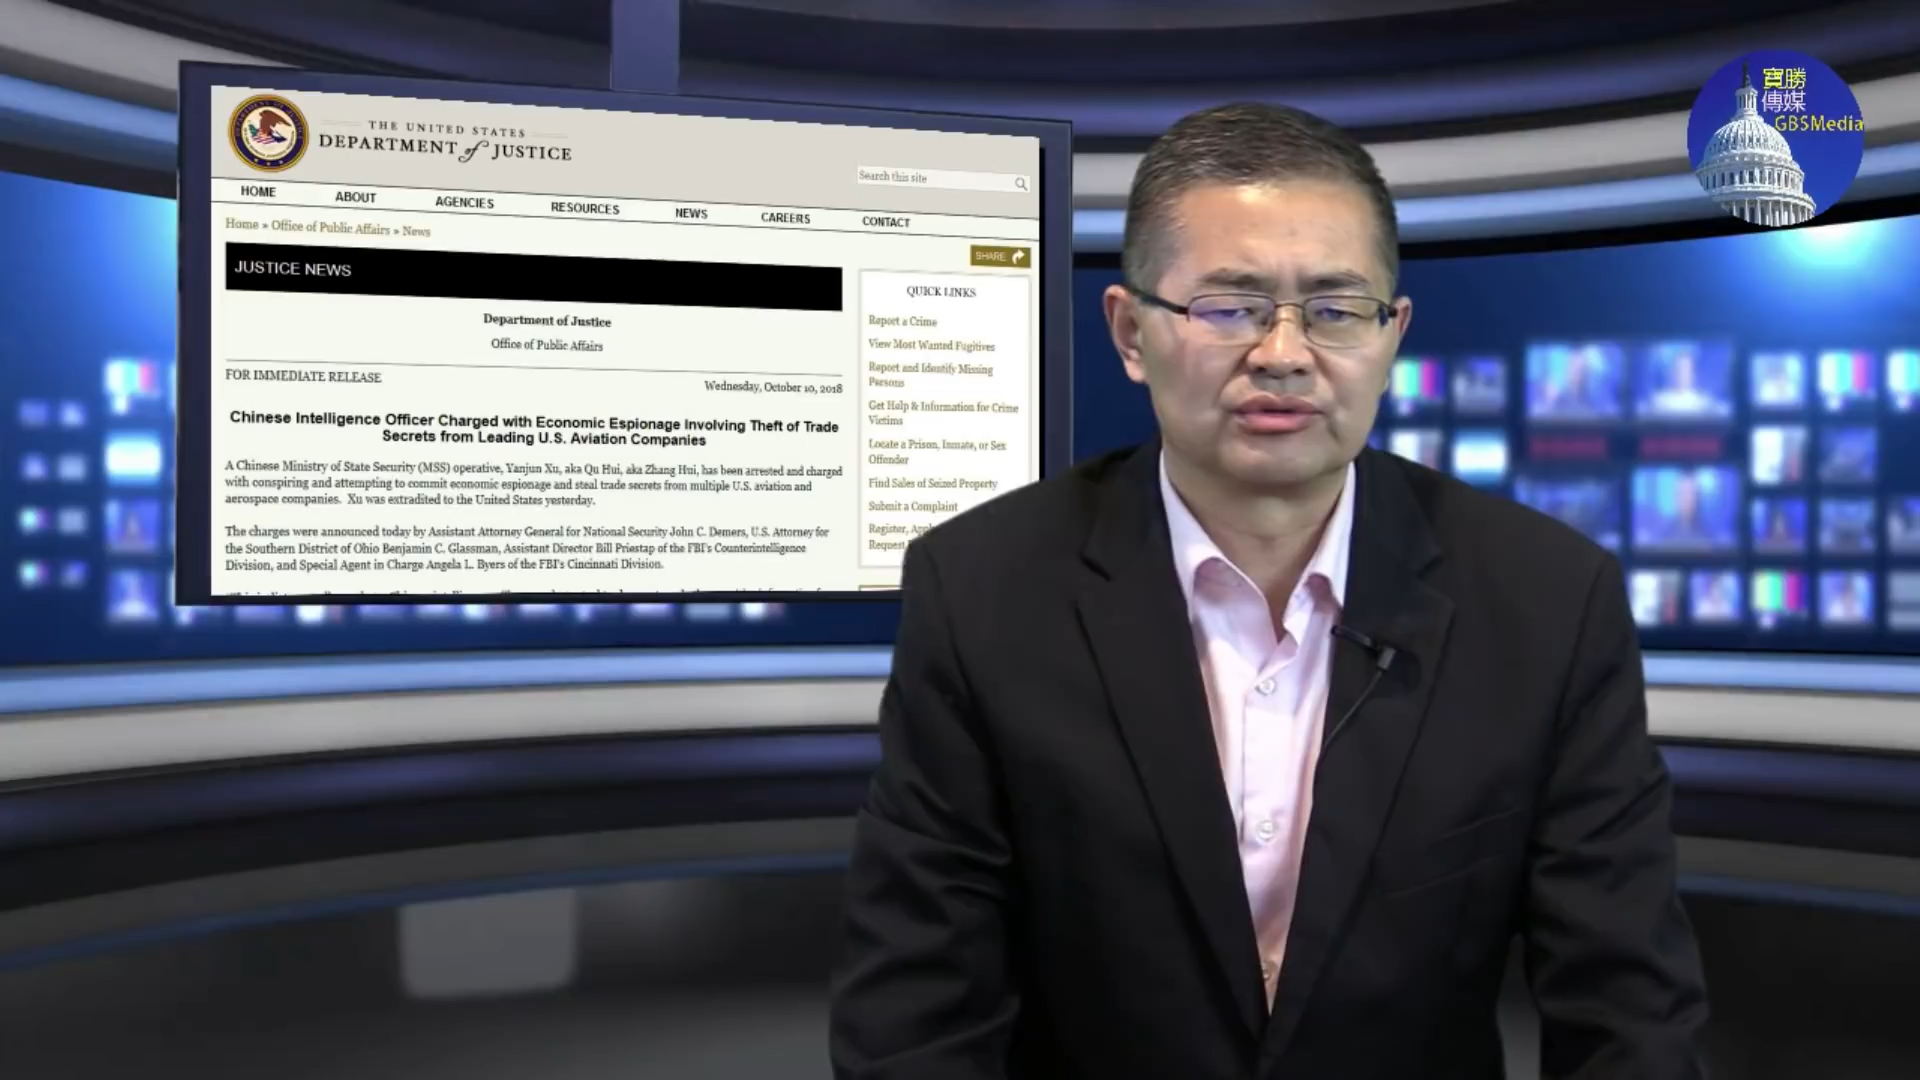 THE UNITED STATES
DEPARTMENT of JUSTICE
Search this site
HOME
ABOUT
AGENCIES
RESOURCES
NEWS
CAREERS
CONTACT
Home » Office of Public Affairs » News
SHARE
JUSTICE NEWS
Department of Justice
Office of Public Affairs
FOR IMMEDIATE RELEASE
Wednesday, October 10, 2018
Chinese Intelligence Officer Charged with Economic Espionage Involving Theft of Trade
Secrets from Leading U.S. Aviation Companies
A Chinese Ministry of State Security (MSS) operative, Yanjun Xu, aka Qu Hui, aka Zhang Hui, has been arrested and charged
with conspiring and attempting to commit economic espionage and steal trade secrets from multiple U.S. aviation and
aerospace companies. Xu was extradited to the United States yesterday.
The charges were announced today by Assistant Attorney General for National Security John C. Demers, U.S. Attorney for
the Southern District of Ohio Benjamin C. Glassman, Assistant Director Bill Priestap of the FBI's Counterintelligence
Division, and Special Agent in Charge Angela L. Byers of the FBI's Cincinnati Division.
QUICK LINKS
Report a Crime
View Most Wanted Fugitives
Report and Identify Missing
Persons
Get Help & Information for Crime
Victims
Locate a Prison, Inmate, or Sex
Offender
Find Sales of Seized Property
Submit a Complaint
Register,
Request
寶勝
傳媒
GBSMedia